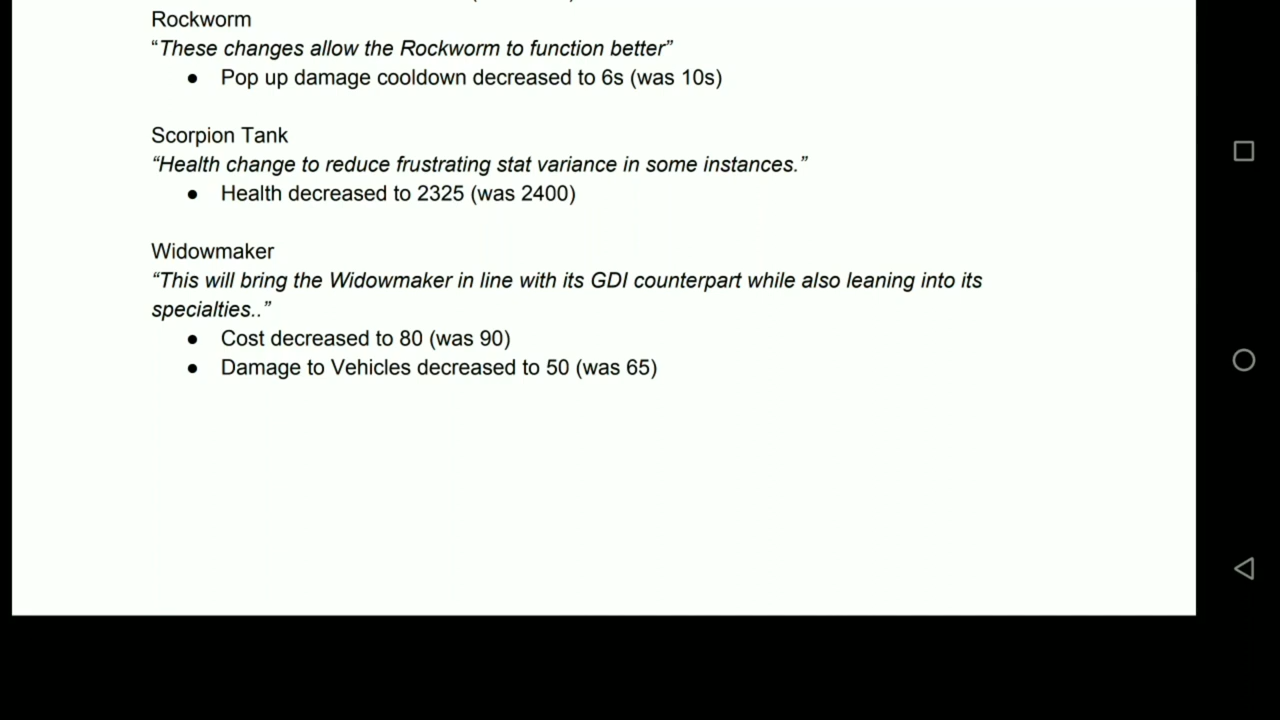 Rockworm
“These changes allow the Rockworm to function better”
● Pop up damage cooldown decreased to 6s (was 10s)
Scorpion Tank
“Health change to reduce frustrating stat variance in some instances.”
● Health decreased to 2325 (was 2400)
Widowmaker
“This will bring the Widowmaker in line with its GDI counterpart while also leaning into its
specialties..”
● Cost decreased to 80 (was 90)
● Damage to Vehicles decreased to 50 (was 65)